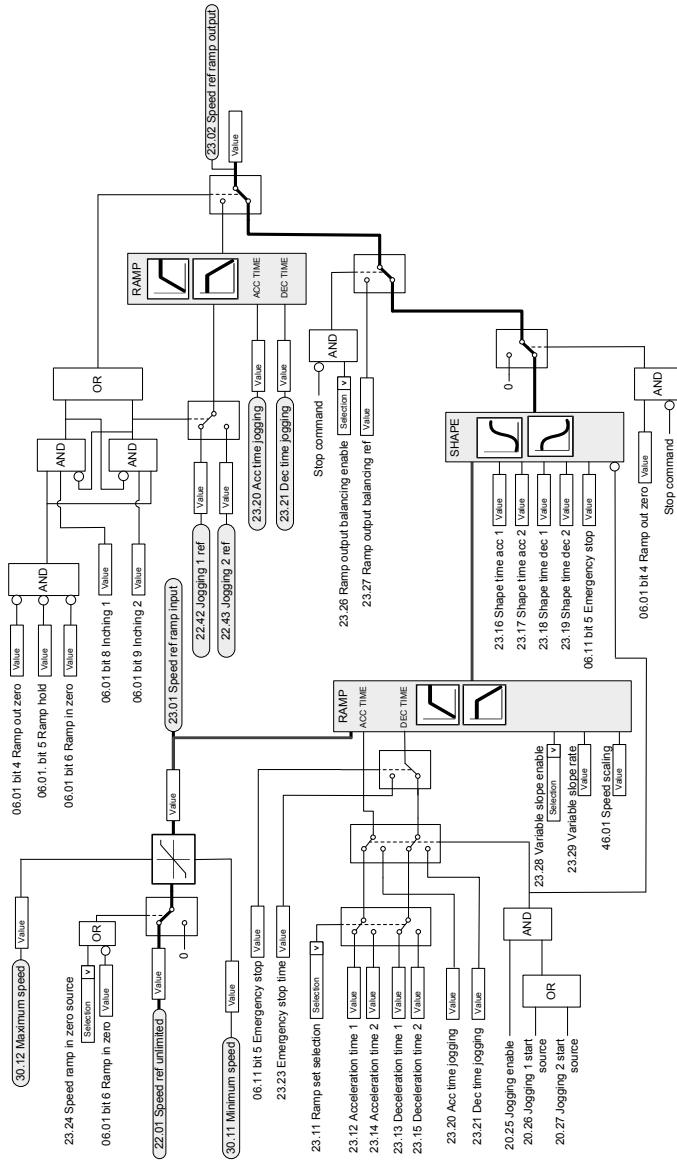 30.12 Maximum speed
Value
23.24 Speed ramp in zero source
Selection
v
OR
06.01 bit 6 Ramp in zero
Value
22.01 Speed ref unlimited
Value
0
30.11 Minimum speed
Value
Value
23.01 Speed ref ramp input
06.11 bit 5 Emergency stop
Value
23.23 Emergency stop time
Value
23.11 Ramp set selection
Selection
v
23.12 Acceleration time 1
Value
23.14 Acceleration time 2
Value
23.13 Deceleration time 1
Value
23.15 Deceleration time 2
Value
23.20 Acc time jogging
Value
23.21 Dec time jogging
Value
20.25 Jogging enable
20.26 Jogging 1 start
source
20.27 Jogging 2 start
source
OR
AND
RAMP
ACC TIME
DEC TIME
23.28 Variable slope enable
Selection
v
23.29 Variable slope rate
Value
46.01 Speed scaling
Value
06.01 bit 4 Ramp out zero
Value
06.01. bit 5 Ramp hold
Value
06.01 bit 6 Ramp in zero
Value
AND
06.01 bit 8 Inching 1
Value
06.01 bit 9 Inching 2
Value
AND
AND
OR
22.42 Jogging 1 ref
Value
22.43 Jogging 2 ref
Value
RAMP
ACC TIME
DEC TIME
23.20 Acc time jogging
Value
23.21 Dec time jogging
Value
Stop command
AND
23.26 Ramp output balancing enable
Selection
v
23.27 Ramp output balancing ref
Value
SHAPE
23.16 Shape time acc 1
Value
23.17 Shape time acc 2
Value
23.18 Shape time dec 1
Value
23.19 Shape time dec 2
Value
06.11 bit 5 Emergency stop
Value
0
06.01 bit 4 Ramp out zero
Value
AND
Stop command
23.02 Speed ref ramp output
Value